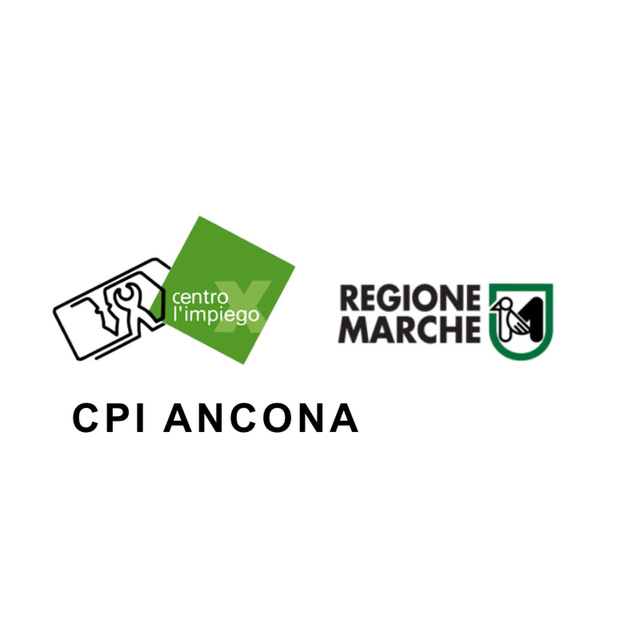 centro
X
l'impiego
REGIONE
MARCHE
CPI ANCONA